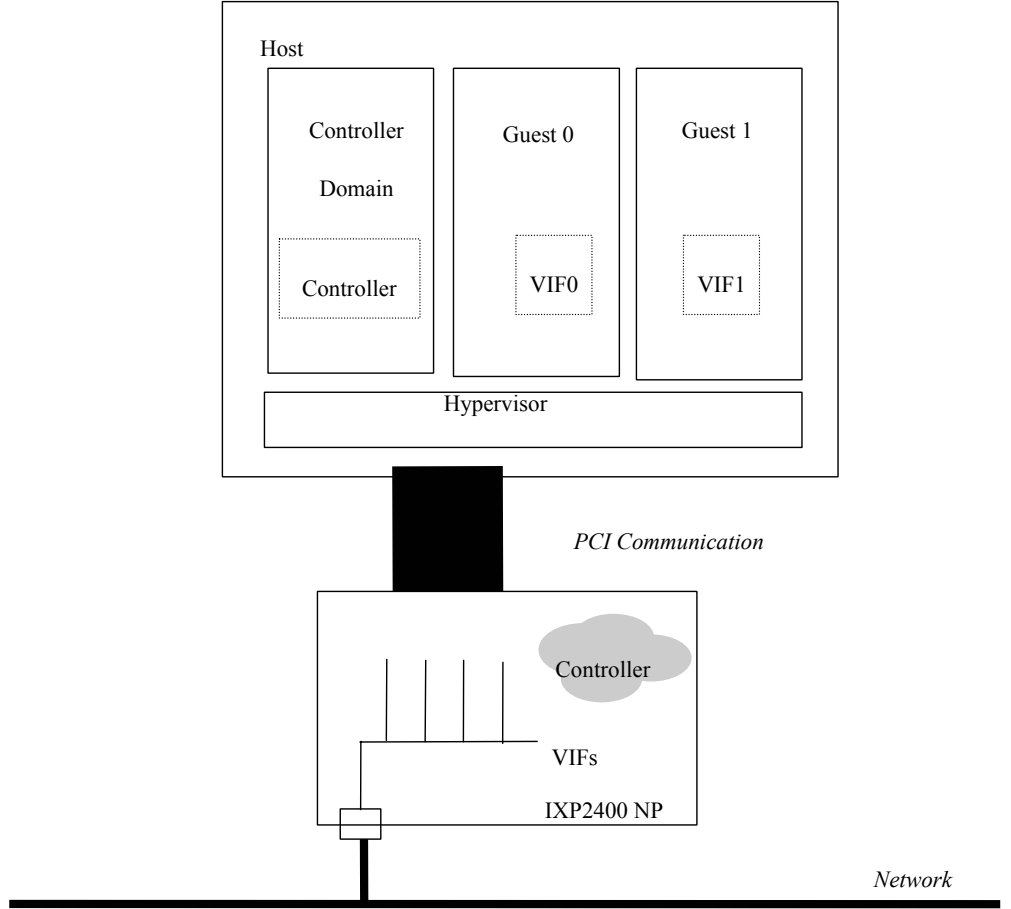 Host
Controller
Domain
Controller
Guest 0
VIF0
Guest 1
VIF1
Hypervisor
PCI Communication
Controller
VIFs
IXP2400 NP
Network